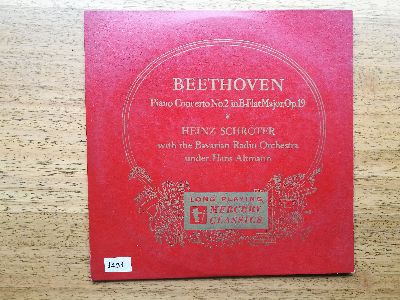 BEETHOVEN
Piano Concerto No. 2 in B-Flat Major, Op. 19
HEINZ SCHROTER
with the Bavarian Radio Orchestra
under Hans Altmann
LONG PLAYING
MERCURY
CLASSICS